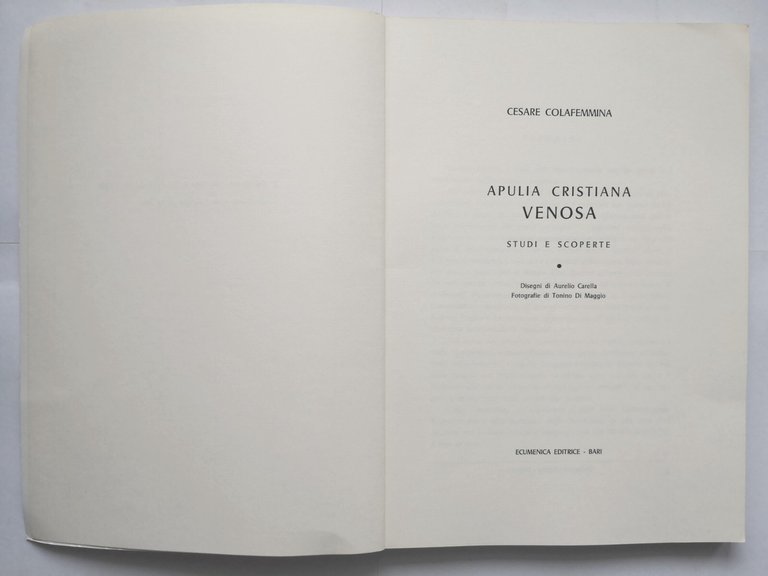 CESARE COLAFEMMINA
APULIA CRISTIANA
VENOSA
STUDI E SCOPERTE
Disegni di Aurelio Carella
Fotografie di Tonino Di Maggio
ECUMENICA EDITRICE - BARI